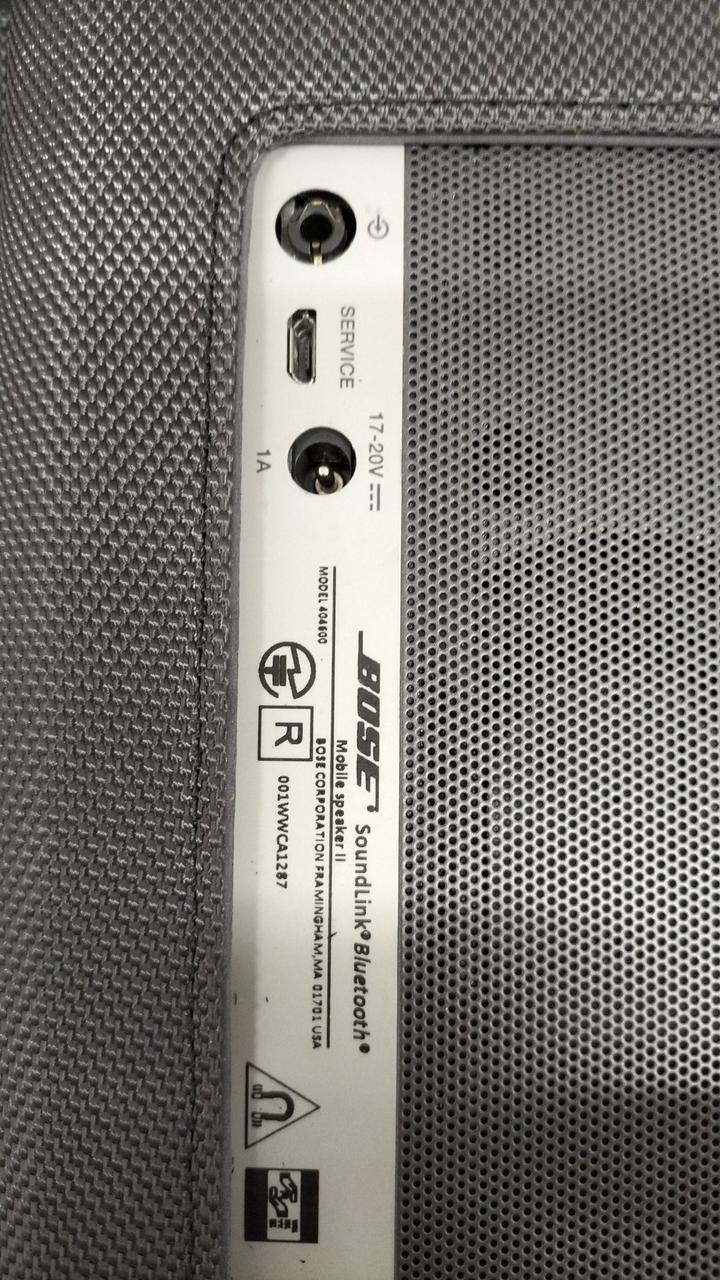 SERVICE
17-20V
1A
BOSE SoundLink® Bluetooth®
Mobile speaker II
MODEL 404600
BOSE CORPORATION FRAMINGHAM,MA 01701 USA
R
001WWCA1287